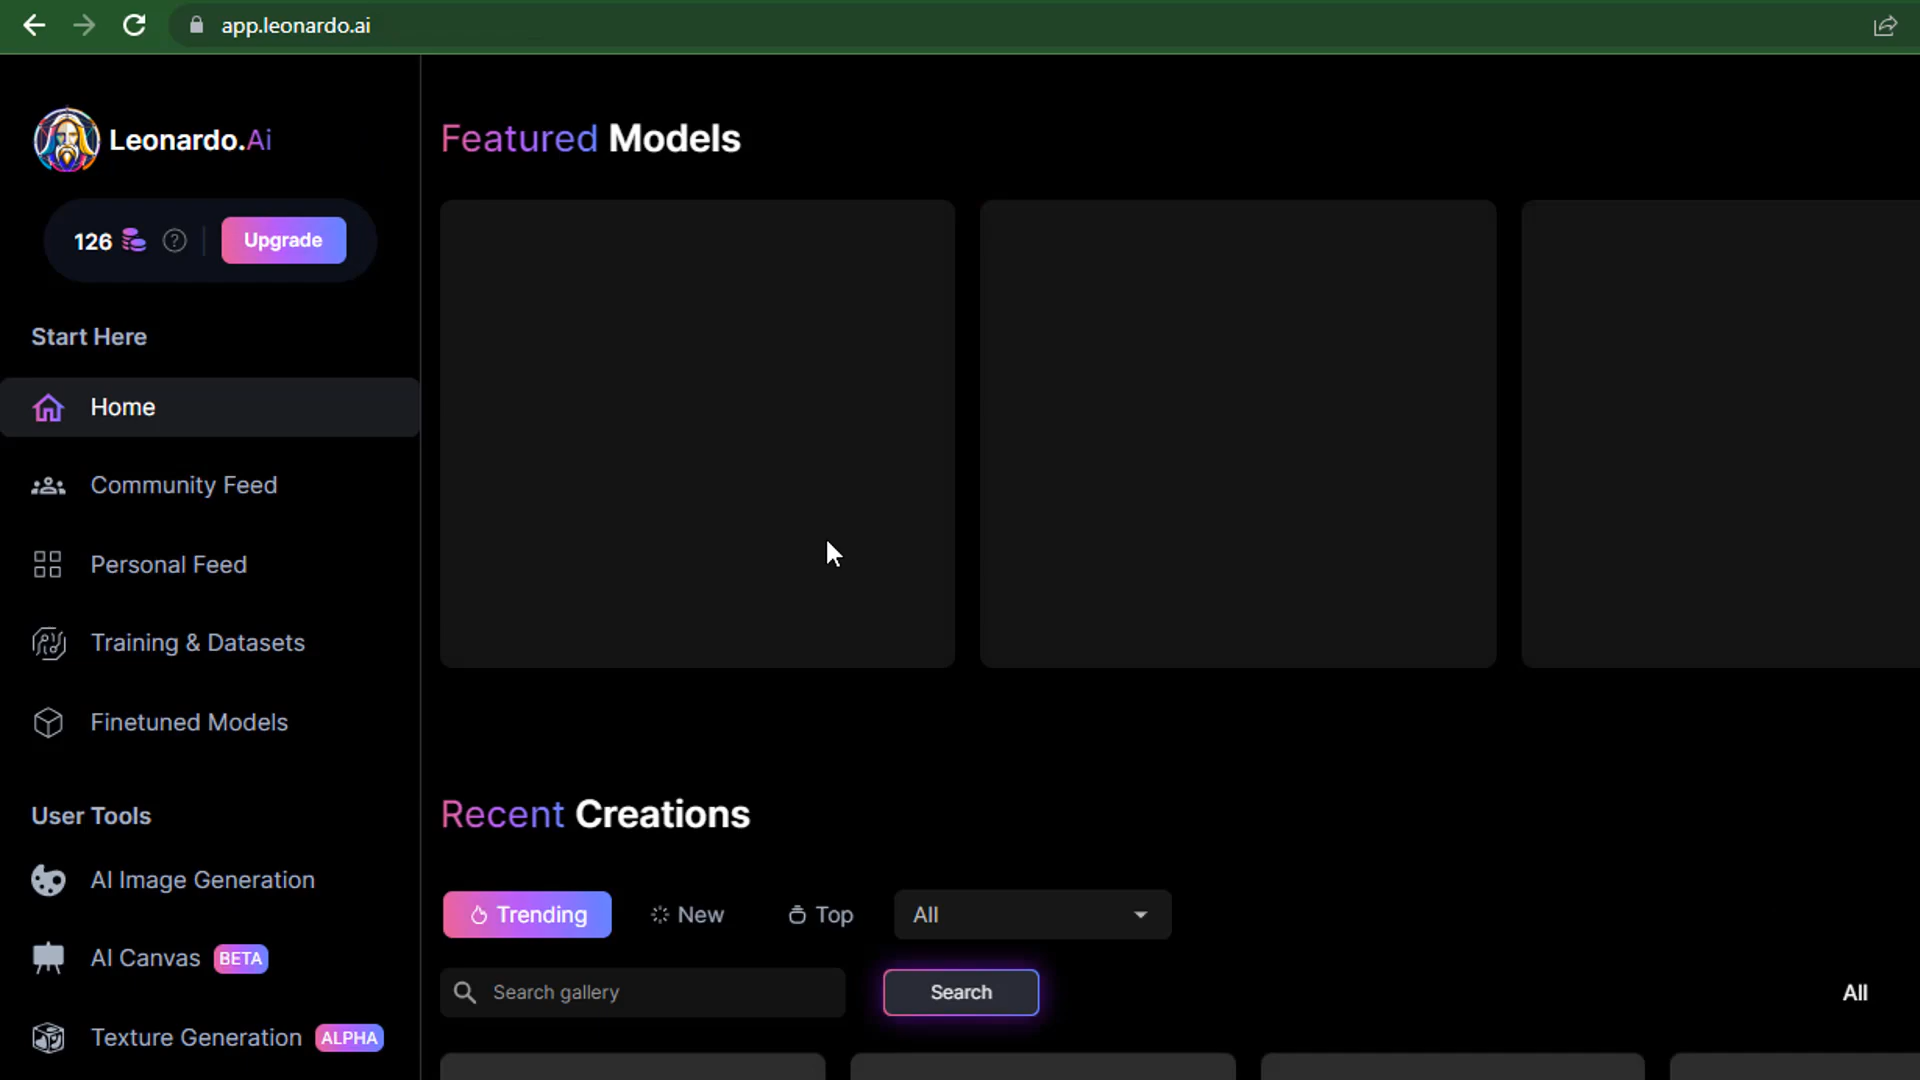 app.leonardo.ai
Leonardo.Ai
126
?
Upgrade
Start Here
Home
Community Feed
Personal Feed
Training & Datasets
Finetuned Models
User Tools
AI Image Generation
AI Canvas BETA
Texture Generation ALPHA
Featured Models
Recent Creations
Trending New Top All
Search gallery Search All